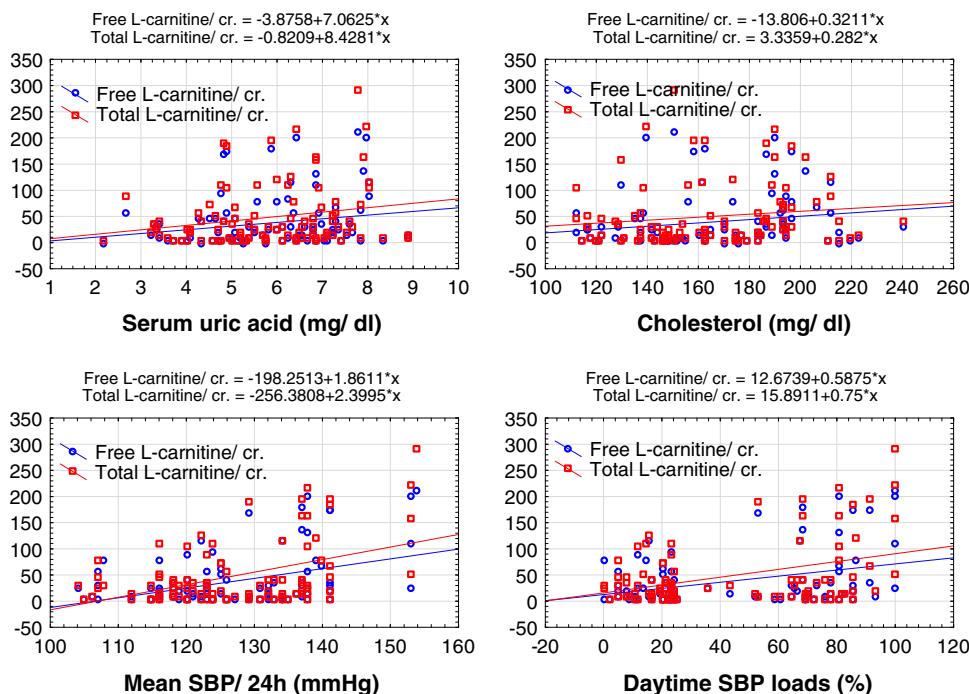 Free L-carnitine/ cr. = -3.8758+7.0625*x
Total L-carnitine/ cr. = -0.8209+8.4281*x
350
300
250
200
150
100
50
0
-50
Free L-carnitine/ cr.
Total L-carnitine/ cr.
1 2 3 4 5 6 7 8 9 10
Serum uric acid (mg/ dl)
Free L-carnitine/ cr. = -13.806+0.3211*x
Total L-carnitine/ cr. = 3.3359+0.282*x
350
300
250
200
150
100
50
0
-50
Free L-carnitine/ cr.
Total L-carnitine/ cr.
100 120 140 160 180 200 220 240 260
Cholesterol (mg/ dl)
Free L-carnitine/ cr. = -198.2513+1.8611*x
Total L-carnitine/ cr. = -256.3808+2.3995*x
350
300
250
200
150
100
50
0
-50
Free L-carnitine/ cr.
Total L-carnitine/ cr.
100 110 120 130 140 150 160
Mean SBP/ 24h (mmHg)
Free L-carnitine/ cr. = 12.6739+0.5875*x
Total L-carnitine/ cr. = 15.8911+0.75*x
350
300
250
200
150
100
50
0
-50
Free L-carnitine/ cr.
Total L-carnitine/ cr.
-20 0 20 40 60 80 100 120
Daytime SBP loads (%)